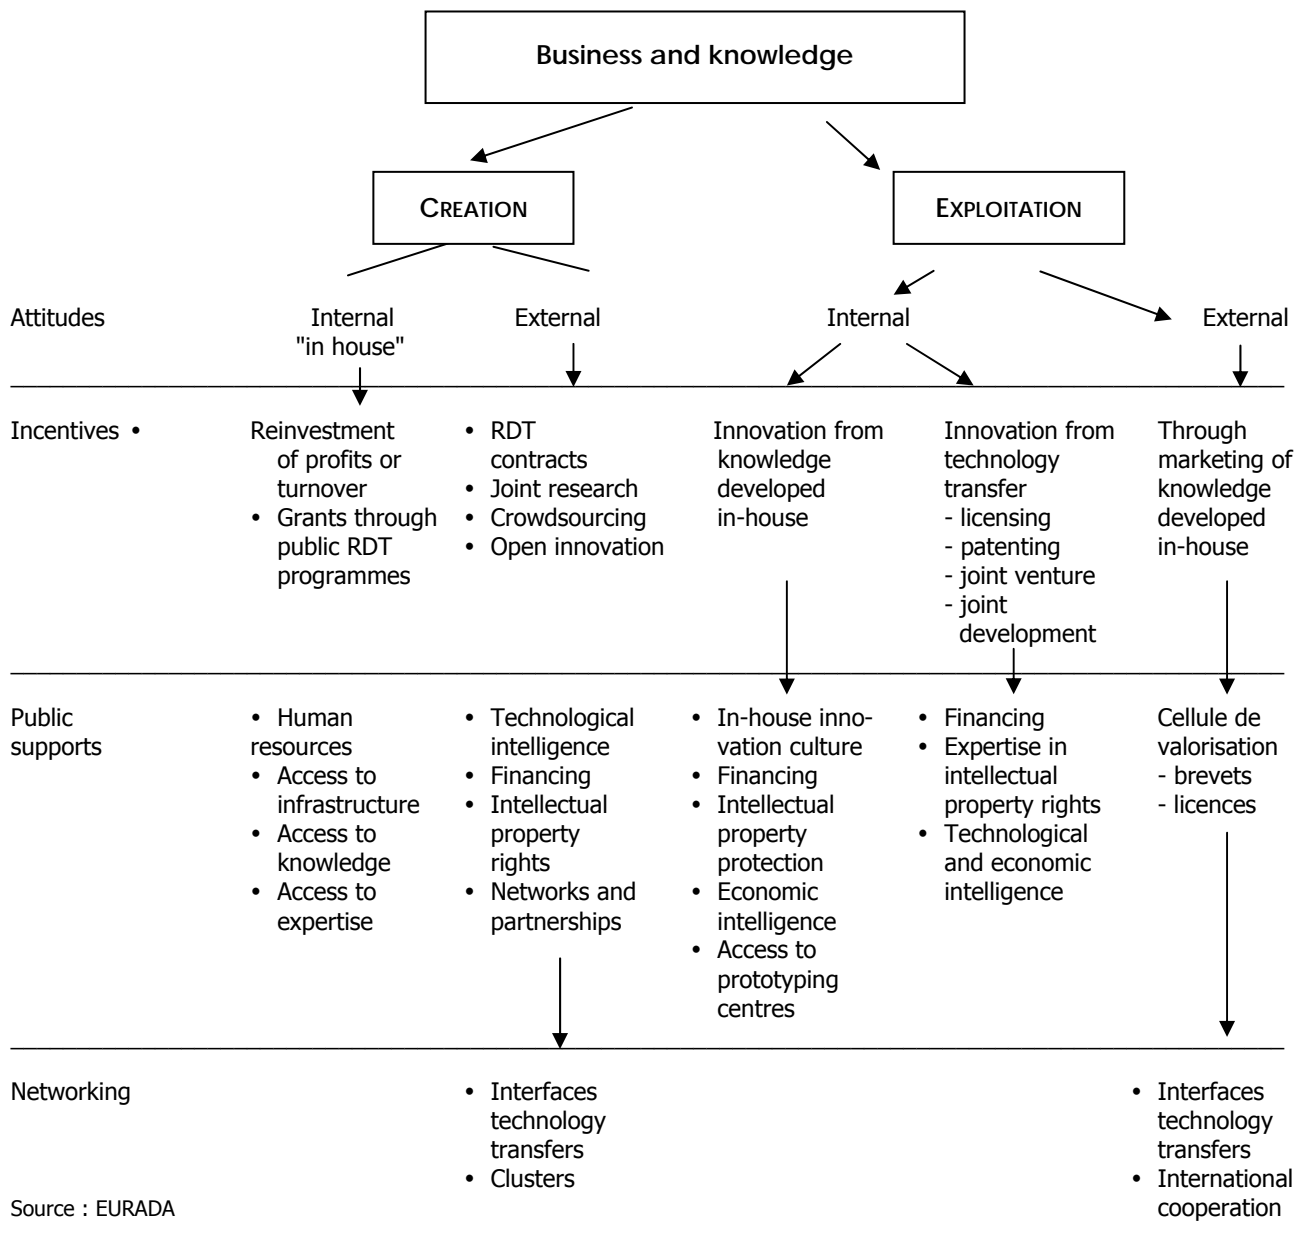 Business and knowledge
CREATION
EXPLOITATION
Attitudes
Internal
"in house"
External
Internal
External
Incentives •
Reinvestment
of profits or
turnover
• Grants through
public RDT
programmes
• RDT
contracts
• Joint research
• Crowdsourcing
• Open innovation
Innovation from
knowledge
developed
in-house
Innovation from
technology
transfer
- licensing
- patenting
- joint venture
- joint
development
Through
marketing of
knowledge
developed
in-house
Public
supports
• Human
resources
• Access to
infrastructure
• Access to
knowledge
• Access to
expertise
• Technological
intelligence
• Financing
• Intellectual
property
rights
• Networks and
partnerships
• In-house inno-
vation culture
• Financing
• Intellectual
property
protection
• Economic
intelligence
• Access to
prototyping
centres
• Financing
• Expertise in
intellectual
property rights
• Technological
and economic
intelligence
Cellule de
valorisation
- brevets
- licences
Networking
• Interfaces
technology
transfers
• Clusters
• Interfaces
technology
transfers
• International
cooperation
Source : EURADA